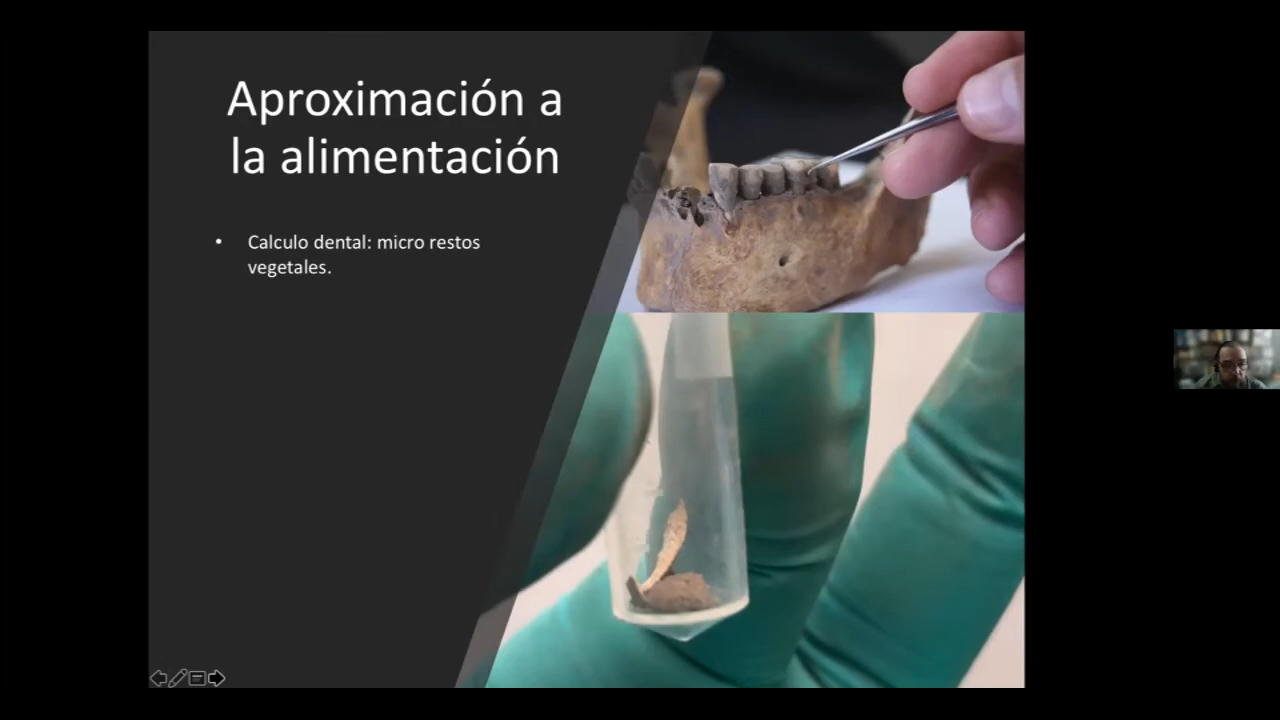 Aproximación a
la alimentación
• Calculo dental: micro restos
vegetales.